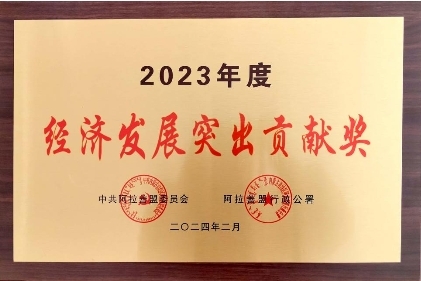 2023年度
经济发展突出贡献奖
中共阿拉善盟委员会 阿拉善盟行政公署
二〇二四年二月